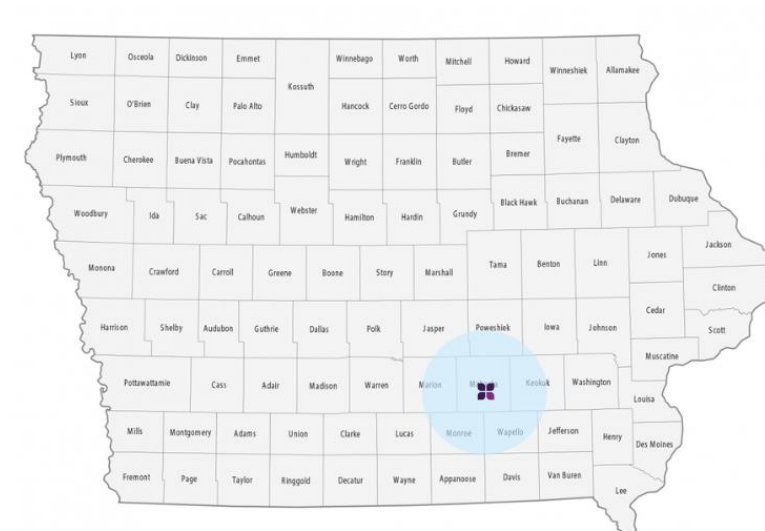 Lyon
Osceola
Dickinson
Emmet
Kossuth
Winnebago
Worth
Mitchell
Howard
Winneshiek
Allamakee
Sioux
O'Brien
Clay
Palo Alto
Hancock
Cerro Gordo
Floyd
Chickasaw
Fayette
Clayton
Plymouth
Cherokee
Buena Vista
Pocahontas
Humboldt
Wright
Franklin
Butler
Bremer
Woodbury
Ida
Sac
Calhoun
Webster
Hamilton
Hardin
Grundy
Black Hawk
Buchanan
Delaware
Dubuque
Monona
Crawford
Carroll
Greene
Boone
Story
Marshall
Tama
Benton
Linn
Jones
Jackson
Clinton
Harrison
Shelby
Audubon
Guthrie
Dallas
Polk
Jasper
Poweshiek
Iowa
Johnson
Cedar
Scott
Muscatine
Pottawattamie
Cass
Adair
Madison
Warren
Marion
Keokuk
Washington
Louisa
Mills
Montgomery
Adams
Union
Clarke
Lucas
Monroe
Wapello
Jefferson
Henry
Des Moines
Fremont
Page
Taylor
Ringgold
Decatur
Wayne
Appanoose
Davis
Van Buren
Lee